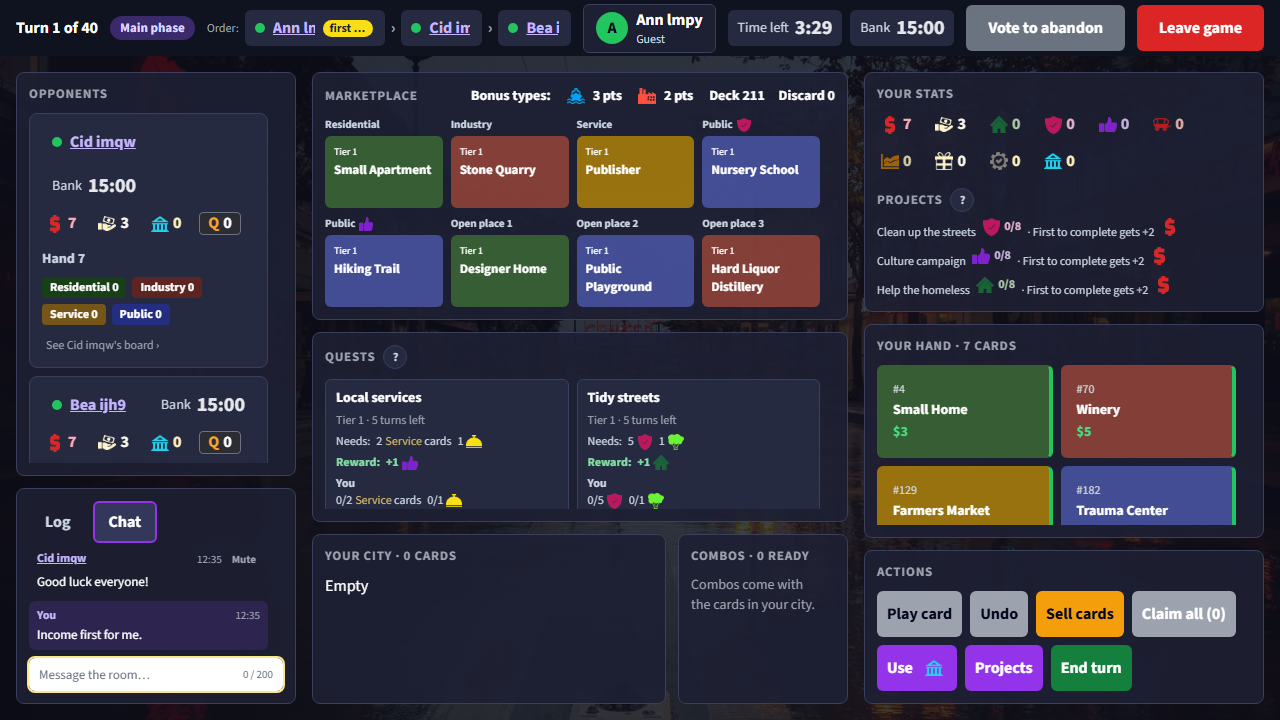 Turn 1 of 40
Main phase
Order:
Ann ln
first ...
›
Cid im
›
Bea i
A
Ann lmpy
Guest
Time left 3:29
Bank 15:00
Vote to abandon
Leave game
OPPONENTS
Cid imqw
Bank 15:00
7 3 0 Q 0
Hand 7
Residential 0 Industry 0
Service 0 Public 0
See Cid imqw's board ›
Bea ijh9 Bank 15:00
7 3 0 Q 0
Log Chat
Cid imqw 12:35 Mute
Good luck everyone!
You 12:35
Income first for me.
Message the room… 0 / 200
MARKETPLACE Bonus types: 3 pts 2 pts Deck 211 Discard 0
Residential Industry Service Public
Tier 1 Tier 1 Tier 1 Tier 1
Small Apartment Stone Quarry Publisher Nursery School
Public Open place 1 Open place 2 Open place 3
Tier 1 Tier 1 Tier 1 Tier 1
Hiking Trail Designer Home Public Playground Hard Liquor Distillery
QUESTS ?
Local services
Tier 1 · 5 turns left
Needs: 2 Service cards 1
Reward: +1
You
0/2 Service cards 0/1
Tidy streets
Tier 1 · 5 turns left
Needs: 5 1
Reward: +1
You
0/5 0/1
YOUR CITY · 0 CARDS
Empty
COMBOS · 0 READY
Combos come with
the cards in your city.
YOUR STATS
$ 7 3 0 0 0 0
0 0 0 0
PROJECTS ?
Clean up the streets 0/8 · First to complete gets +2 $
Culture campaign 0/8 · First to complete gets +2 $
Help the homeless 0/8 · First to complete gets +2 $
YOUR HAND · 7 CARDS
#4
Small Home
$3
#70
Winery
$5
#129
Farmers Market
#182
Trauma Center
ACTIONS
Play card Undo Sell cards Claim all (0)
Use Projects End turn